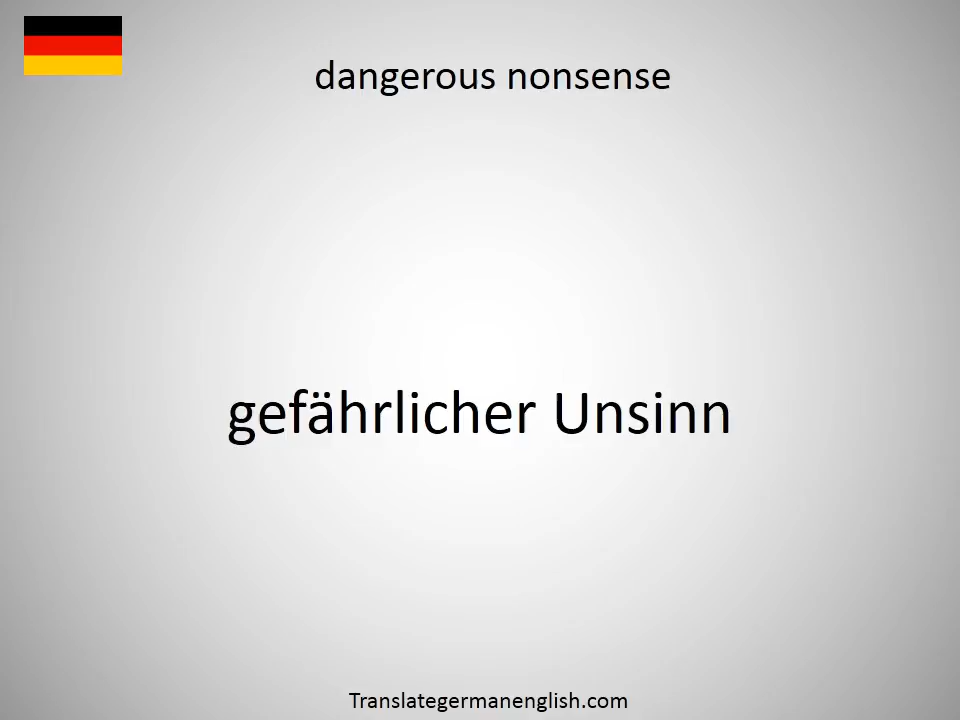 dangerous nonsense
gefährlicher Unsinn
Translategermanenglish.com